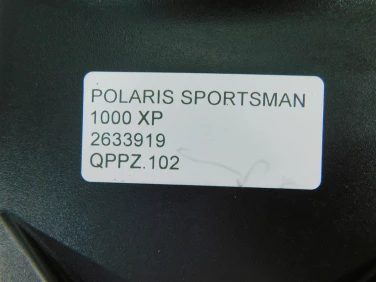 POLARIS SPORTSMAN
1000 XP
2633919
QPPZ.102